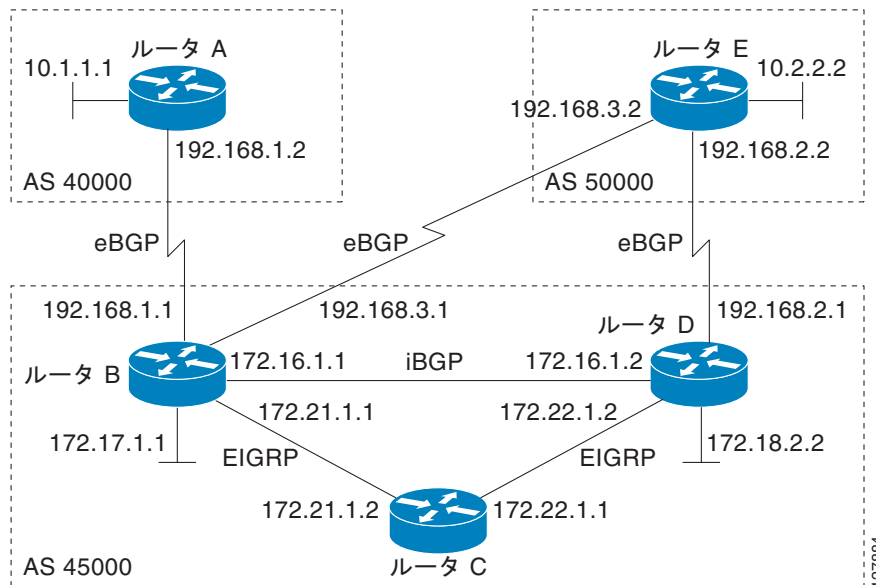 ルータ A
10.1.1.1
192.168.1.2
AS 40000
ルータ E
10.2.2.2
192.168.3.2
192.168.2.2
AS 50000
eBGP
eBGP
eBGP
192.168.1.1
192.168.3.1
192.168.2.1
ルータ D
ルータ B
172.16.1.1
iBGP
172.16.1.2
172.21.1.1
172.22.1.2
172.17.1.1
172.18.2.2
EIGRP
EIGRP
172.21.1.2
172.22.1.1
AS 45000
ルータ C